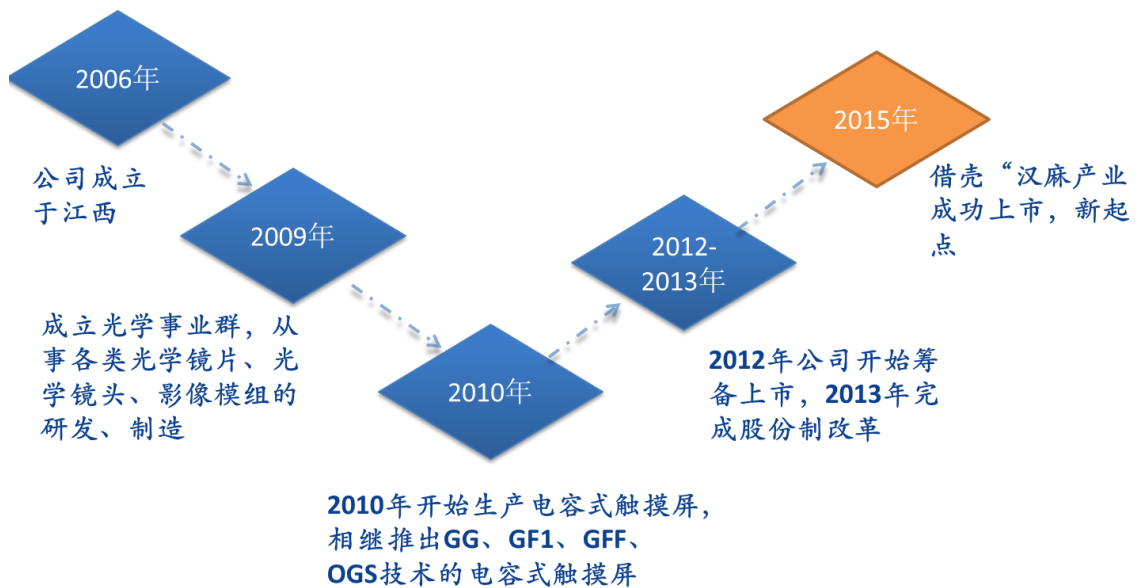 2006年
公司成立
于江西
2009年
成立光学事业群，从
事各类光学镜片、光
学镜头、影像模组的
研发、制造
2010年
2010年开始生产电容式触摸屏，
相继推出GG、GF1、GFF、
OGS技术的电容式触摸屏
2012-
2013年
2012年公司开始筹
备上市，2013年完
成股份制改革
2015年
借壳“汉麻产业
成功上市，新起
点